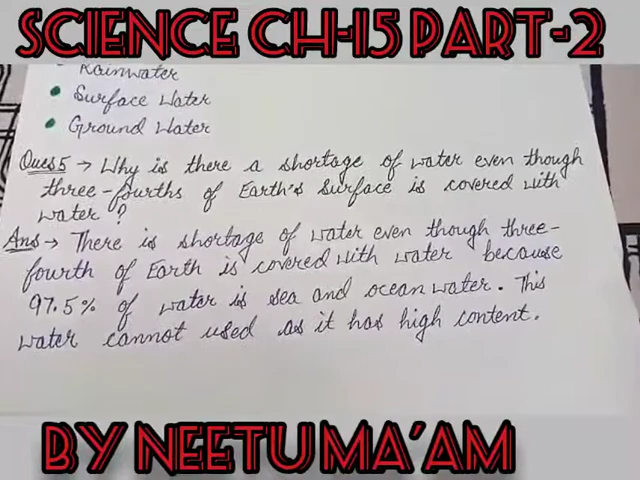 SCIENCE CH-15 PART-2
Rainwater
Surface Water
Ground Water
Ques 5 → Why is there a shortage of water even though
three-fourths of Earth's Surface is covered with
water ?
Ans → There is shortage of water even though three-
fourth of Earth is covered with water because
97.5% of water is sea and ocean water. This
water cannot used as it has high content.
BY NEETU MA'AM